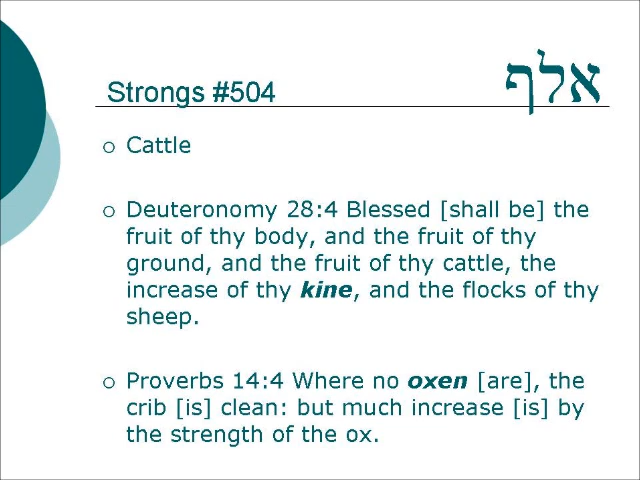 Strongs #504 אלף
Cattle
Deuteronomy 28:4 Blessed [shall be] the
fruit of thy body, and the fruit of thy
ground, and the fruit of thy cattle, the
increase of thy kine, and the flocks of thy
sheep.
Proverbs 14:4 Where no oxen [are], the
crib [is] clean: but much increase [is] by
the strength of the ox.